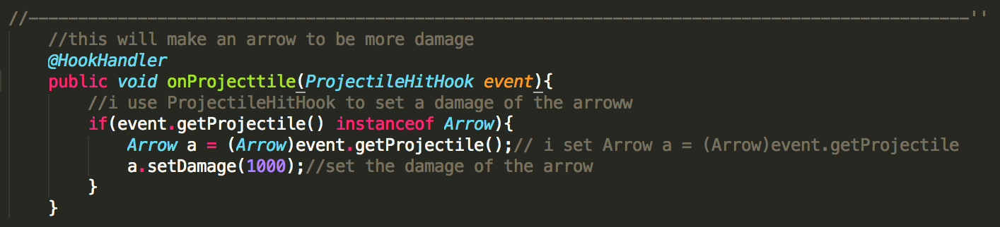 //———————————————————————————————————————————————————————————————————————————————————————————————''
//this will make an arrow to be more damage
@HookHandler
public void onProjecttile(ProjectileHitHook event){
//i use ProjectileHitHook to set a damage of the arroww
if(event.getProjectile() instanceof Arrow){
Arrow a = (Arrow)event.getProjectile();// i set Arrow a = (Arrow)event.getProjectile
a.setDamage(1000);//set the damage of the arrow
}
}